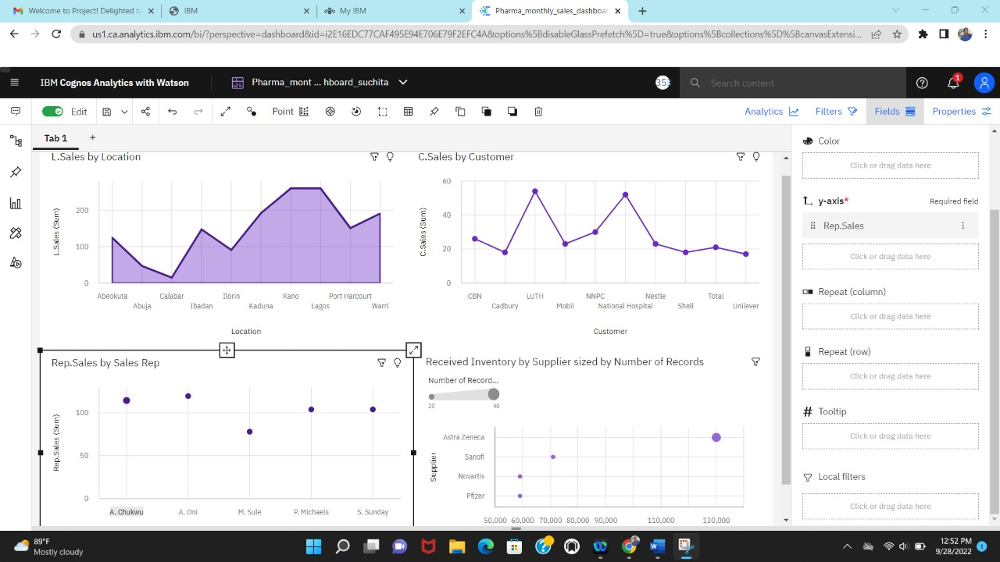 Welcome to Project! Delighted to
IBM
My IBM
Pharma_monthly_sales_dashboar
us1.ca.analytics.ibm.com/bi/?perspective=dashboard&id=i2E16EDC77CAF495E94E706E79F2EFC4A&options%5BdisableGlassPrefetch%5D=true&options%5Bcollections%5D%5BcanvasExtensi...
IBM Cognos Analytics with Watson
Pharma_mont ... hboard_suchita
Search content
1
Edit
Point
Analytics
Filters
Fields
Properties
Tab 1
L.Sales by Location
L.Sales (Sum)
200
100
0
Abeokuta
Calabar
Ilorin
Kano
Port Harcourt
Abuja
Ibadan
Kaduna
Lagos
Warri
Location
C.Sales by Customer
C.Sales (Sum)
60
40
20
0
CBN
LUTH
NNPC
Nestle
Total
Cadbury
Mobil
National Hospital
Shell
Unilever
Customer
Rep.Sales by Sales Rep
Rep.Sales (Sum)
100
50
0
A. Chukwu
A. Oni
M. Sule
P. Michaels
S. Sunday
Received Inventory by Supplier sized by Number of Records
Number of Record...
20
40
Supplier
Astra Zeneca
Sanofi
Novartis
Pfizer
50,000 60,000 70,000 80,000 90,000 110,000 130,000
Color
Click or drag data here
y-axis*
Required field
Rep.Sales
Click or drag data here
Repeat (column)
Click or drag data here
Repeat (row)
Click or drag data here
Tooltip
Click or drag data here
Local filters
Click or drag data here
89°F
Mostly cloudy
12:52 PM
9/28/2022
1